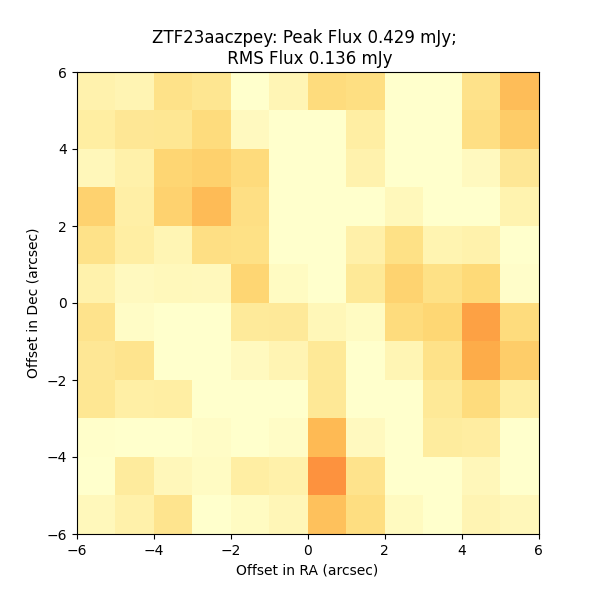 ZTF23aaczpey: Peak Flux 0.429 mJy;
RMS Flux 0.136 mJy
6
4
2
0
−2
−4
−6
Offset in Dec (arcsec)
−6 −4 −2 0 2 4 6
Offset in RA (arcsec)